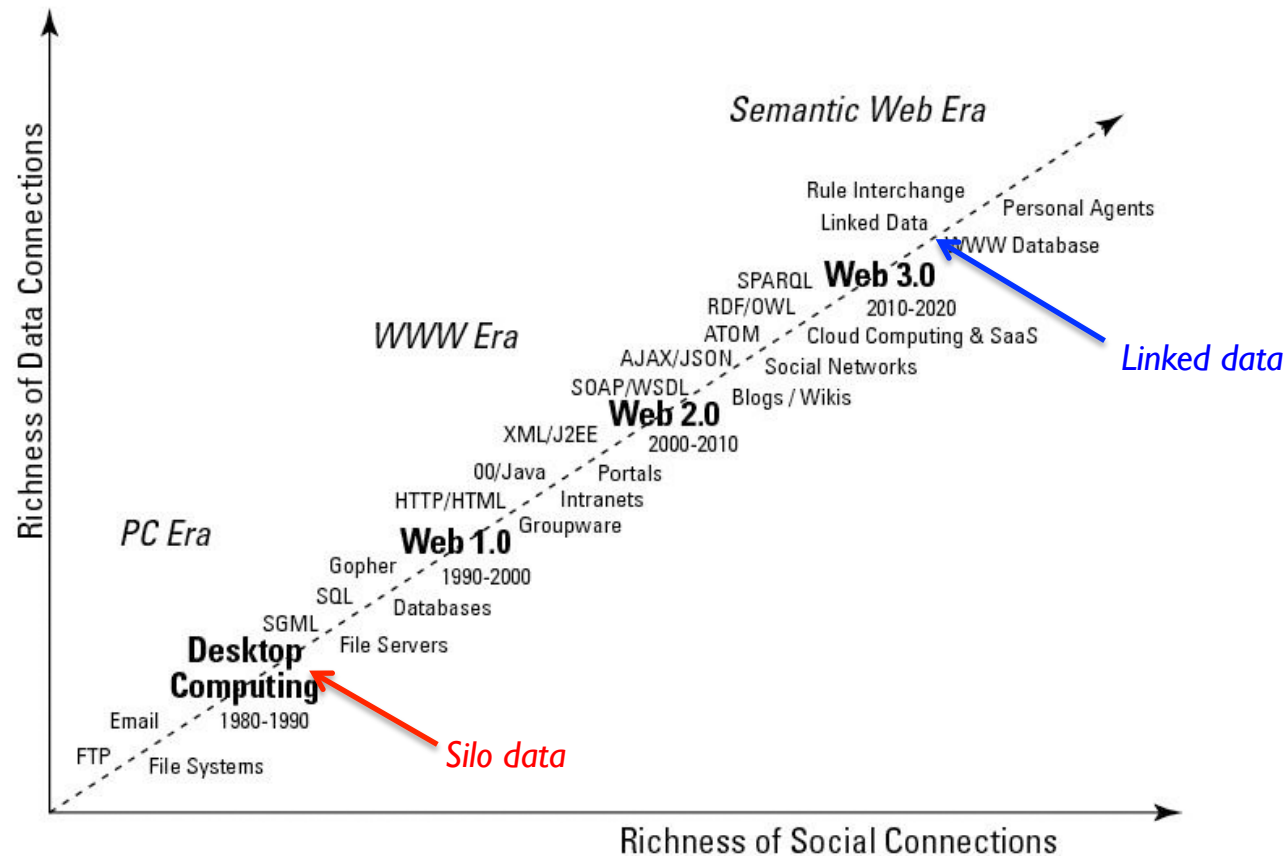 Richness of Data Connections
Semantic Web Era
Rule Interchange
Personal Agents
Linked Data
WWW Database
SPARQL
Web 3.0
RDF/OWL
2010-2020
WWW Era
ATOM
Cloud Computing & SaaS
Linked data
AJAX/JSON
Social Networks
SOAP/WSDL
Blogs / Wikis
Web 2.0
2000-2010
XML/J2EE
OO/Java
Portals
HTTP/HTML
Intranets
Groupware
PC Era
Web 1.0
1990-2000
Gopher
SQL
Databases
SGML
File Servers
Desktop
Computing
1980-1990
Email
FTP
File Systems
Silo data
Richness of Social Connections